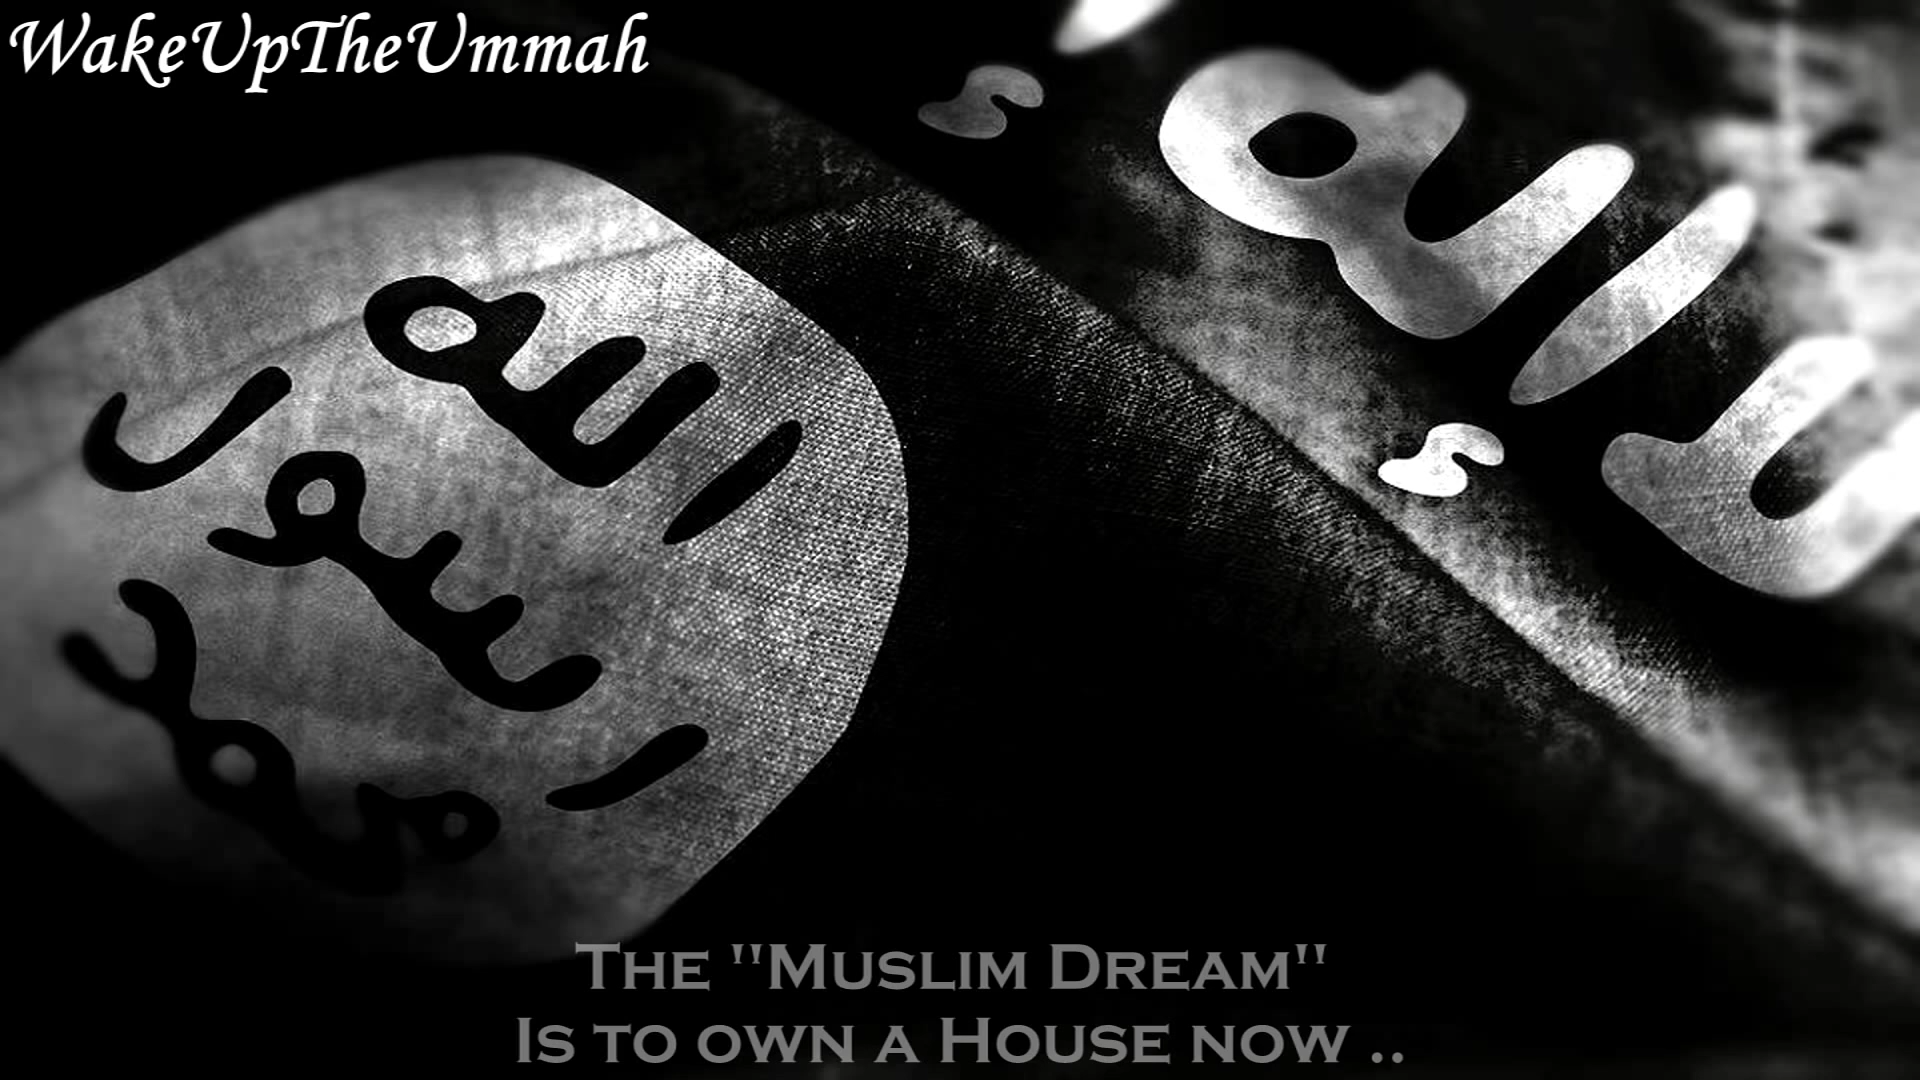 WakeUpTheUmmah
الله
رسول
محمد
The "Muslim Dream"
Is to own a House now ..